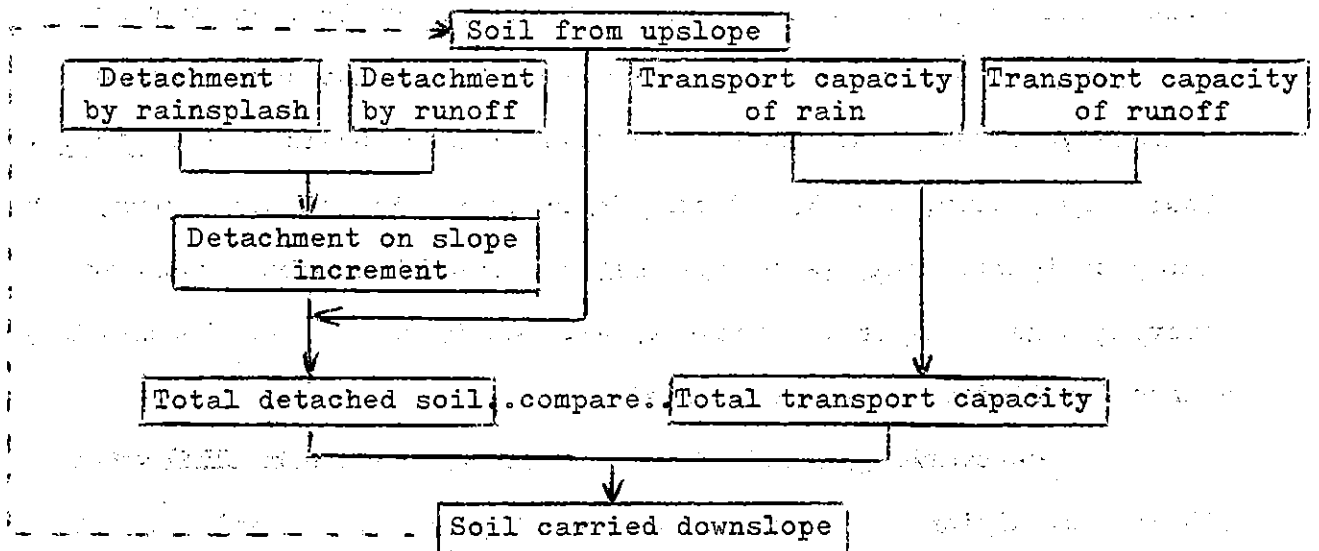 Soil from upslope
Detachment
by rainsplash
Detachment
by runoff
Transport capacity
of rain
Transport capacity
of runoff
Detachment on slope
increment
Total detached soil..compare..Total transport capacity
Soil carried downslope